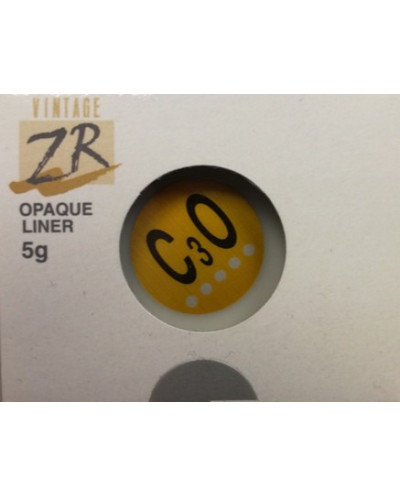 VINTAGE
ZR
OPAQUE
LINER
5g
C3O